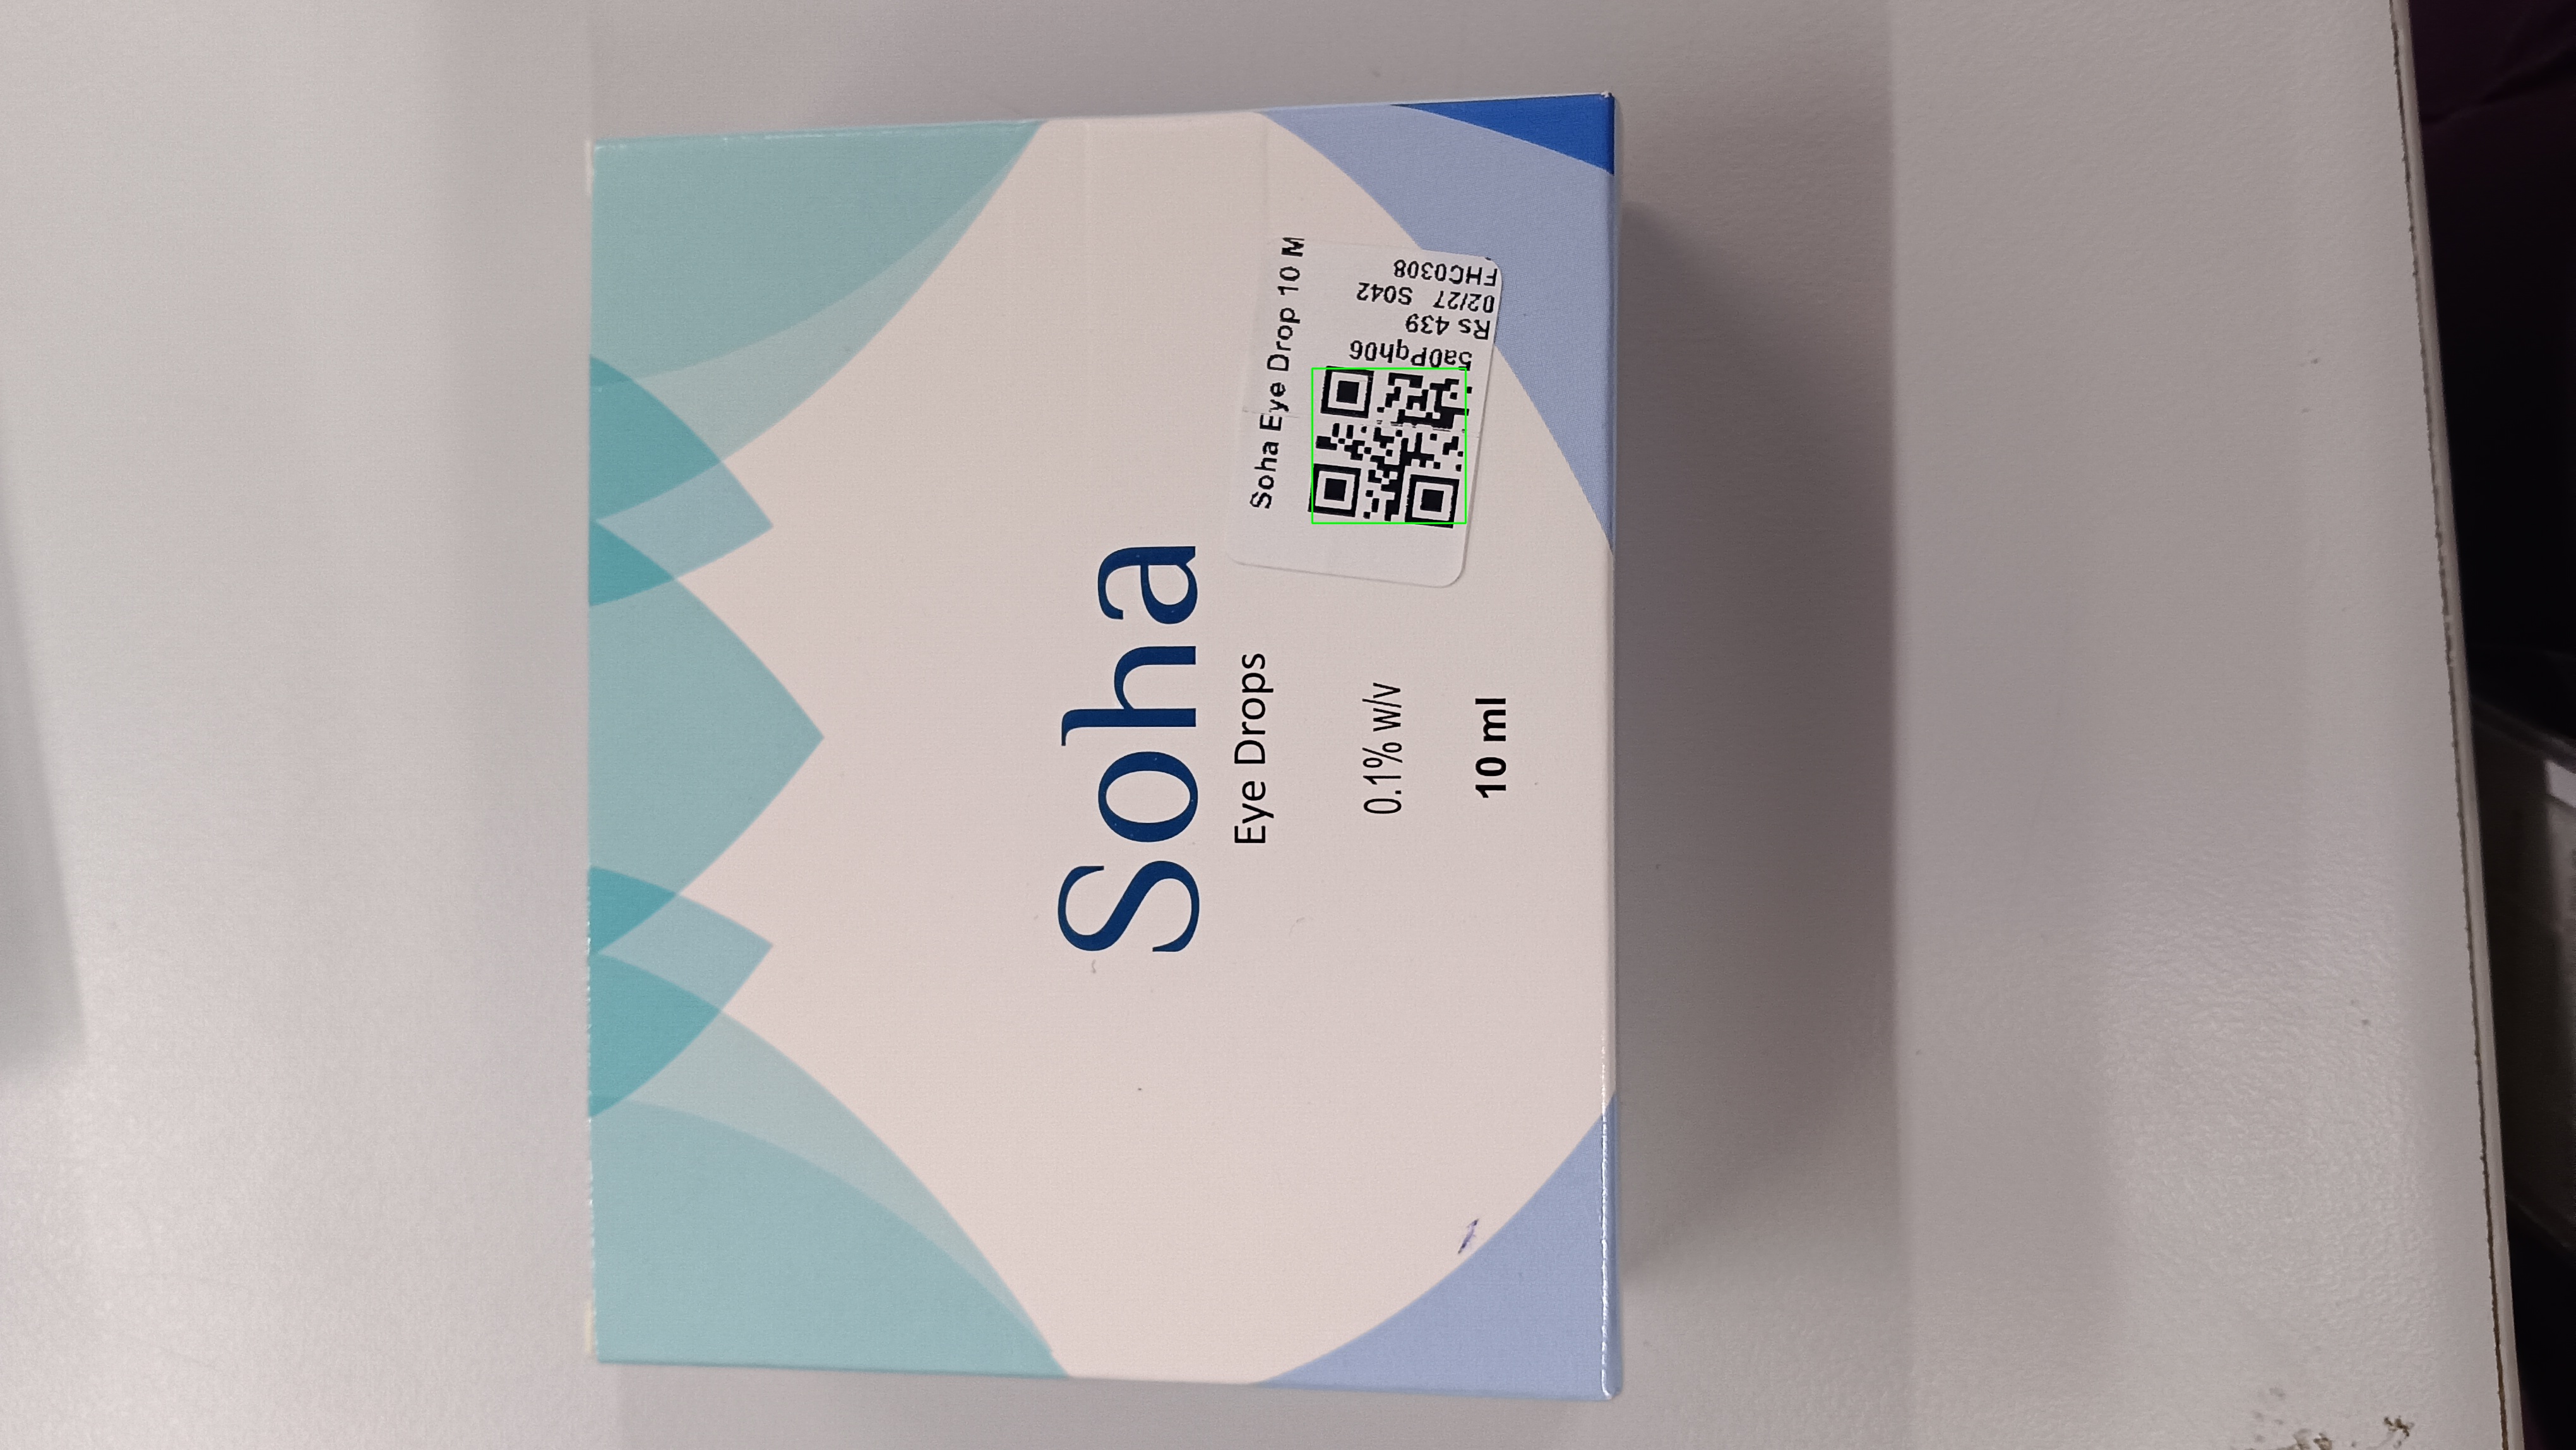 Soha
Eye Drops
0.1% w/v
10 ml
Soha Eye Drop 10 M
5a0Pqh06
Rs 439
02/27 S042
FHC0308